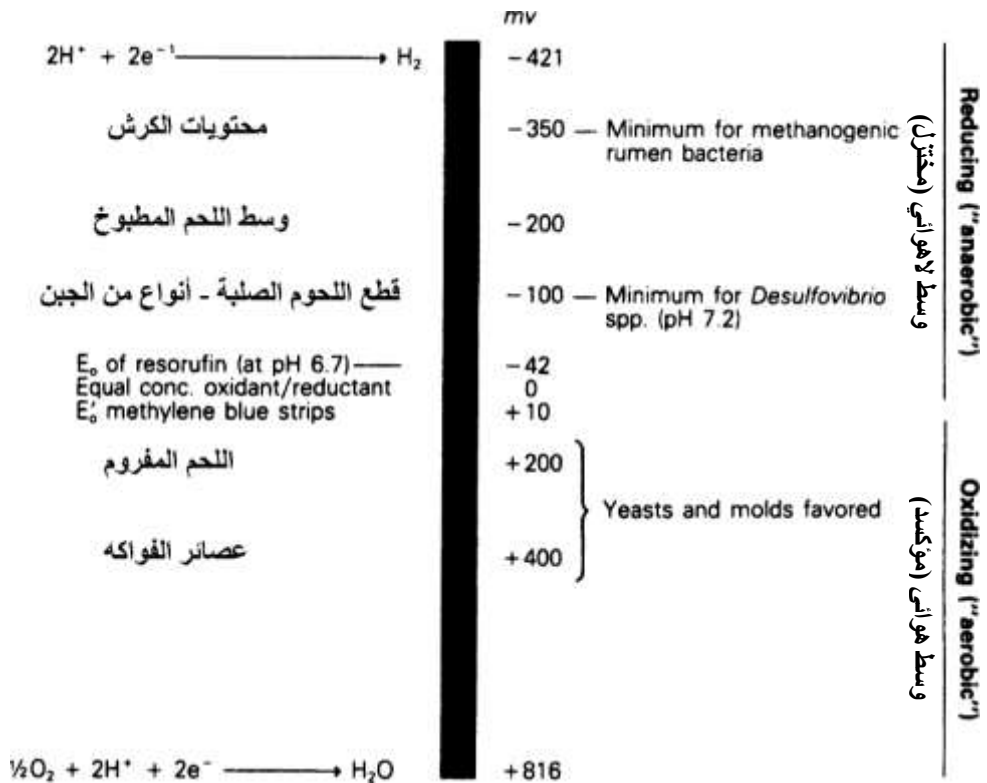 mv
2H⁺ + 2e⁻¹ ⟶ H₂
−421
محتويات الكرش
−350 — Minimum for methanogenic
rumen bacteria
وسط اللحم المطبوخ
−200
قطع اللحوم الصلبة - أنواع من الجبن
−100 — Minimum for Desulfovibrio
spp. (pH 7.2)
E₀ of resorufin (at pH 6.7) —
−42
Equal conc. oxidant/reductant
0
E₀′ methylene blue strips
+10
اللحم المفروم
+200
Yeasts and molds favored
عصائر الفواكه
+400
½O₂ + 2H⁺ + 2e⁻ ⟶ H₂O
+816
Reducing ("anaerobic")
وسط لاهوائي (مختزل)
Oxidizing ("aerobic")
وسط هوائي (مؤكسد)